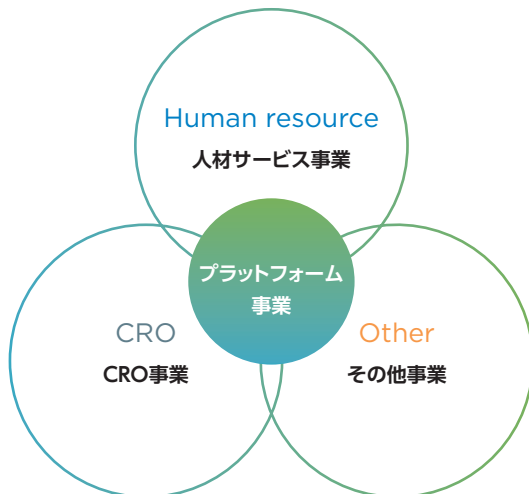 Human resource
人材サービス事業
プラットフォーム
事業
CRO
CRO事業
Other
その他事業